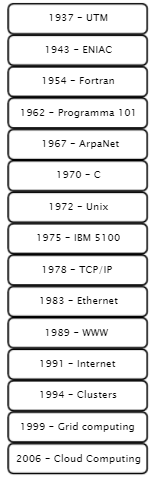 1937 – UTM
1943 – ENIAC
1954 – Fortran
1962 – Programma 101
1967 – ArpaNet
1970 – C
1972 – Unix
1975 – IBM 5100
1978 – TCP/IP
1983 – Ethernet
1989 – WWW
1991 – Internet
1994 – Clusters
1999 – Grid computing
2006 – Cloud Computing